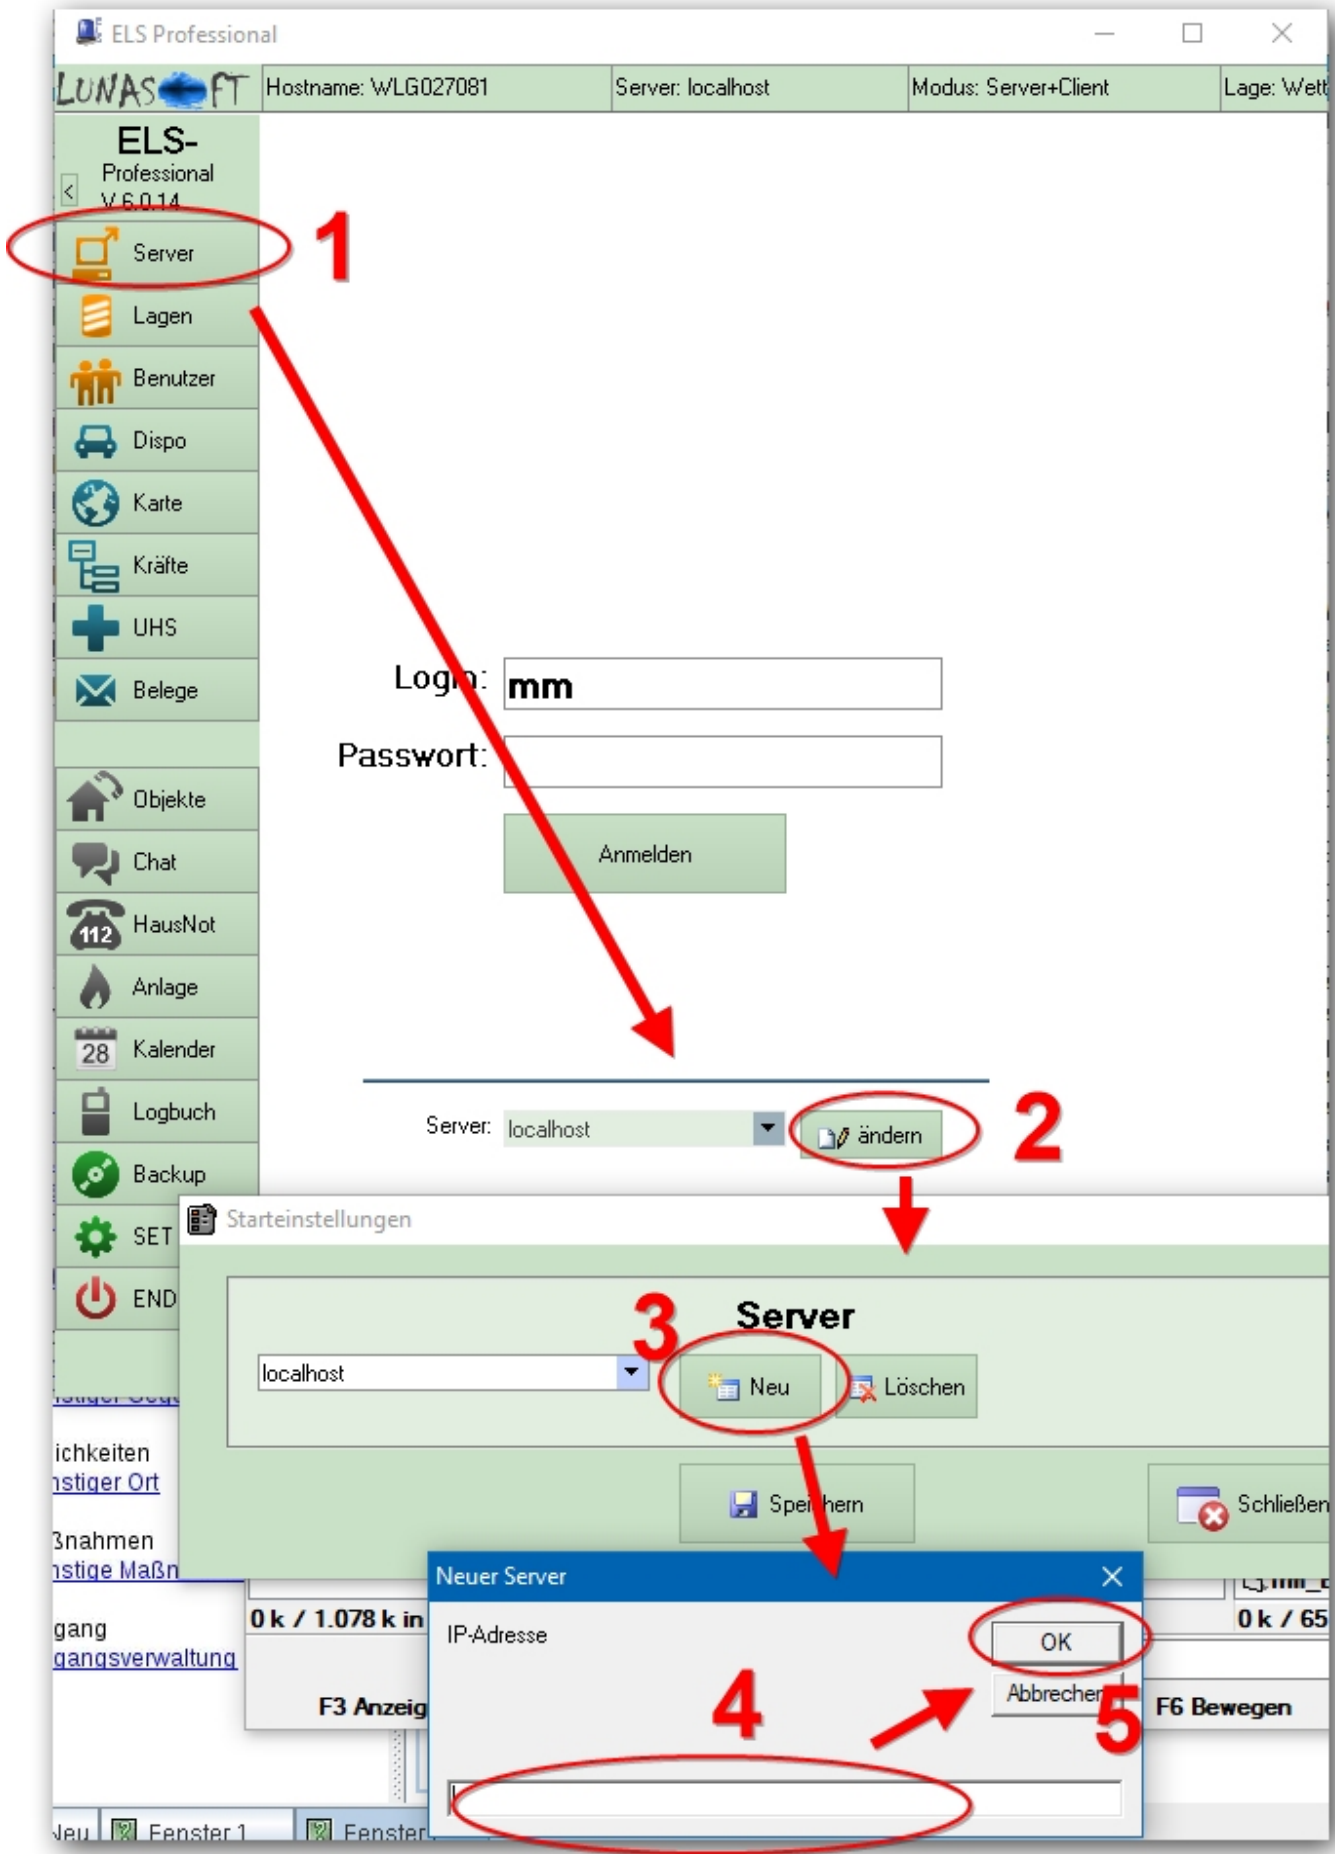 ELS Professional
LUNASOFT
Hostname: WLG027081
Server: localhost
Modus: Server+Client
Lage: Wett
ELS-
Professional
<
V 6.0.14
Server
1
Lagen
Benutzer
Dispo
Karte
Kräfte
UHS
Belege
Login:
mm
Passwort:
Objekte
Anmelden
Chat
HausNot
112
Anlage
Kalender
28
Logbuch
Server:
localhost
ändern
2
Backup
SET
Starteinstellungen
END
3
Server
localhost
Neu
Löschen
ichkeiten
nstiger Ort
Speichern
Schließen
ßnahmen
nstige Maßn
Neuer Server
0 k / 1.078 k in
IP-Adresse
OK
0 k / 65
gang
gangsverwaltung
Abbrechen
F3 Anzeig
4
5
F6 Bewegen
Neu
Fenster 1
Fenster